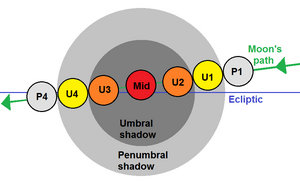 Moon's
path
P1
U1
U2
Mid
U3
U4
P4
Ecliptic
Umbral
shadow
Penumbral
shadow